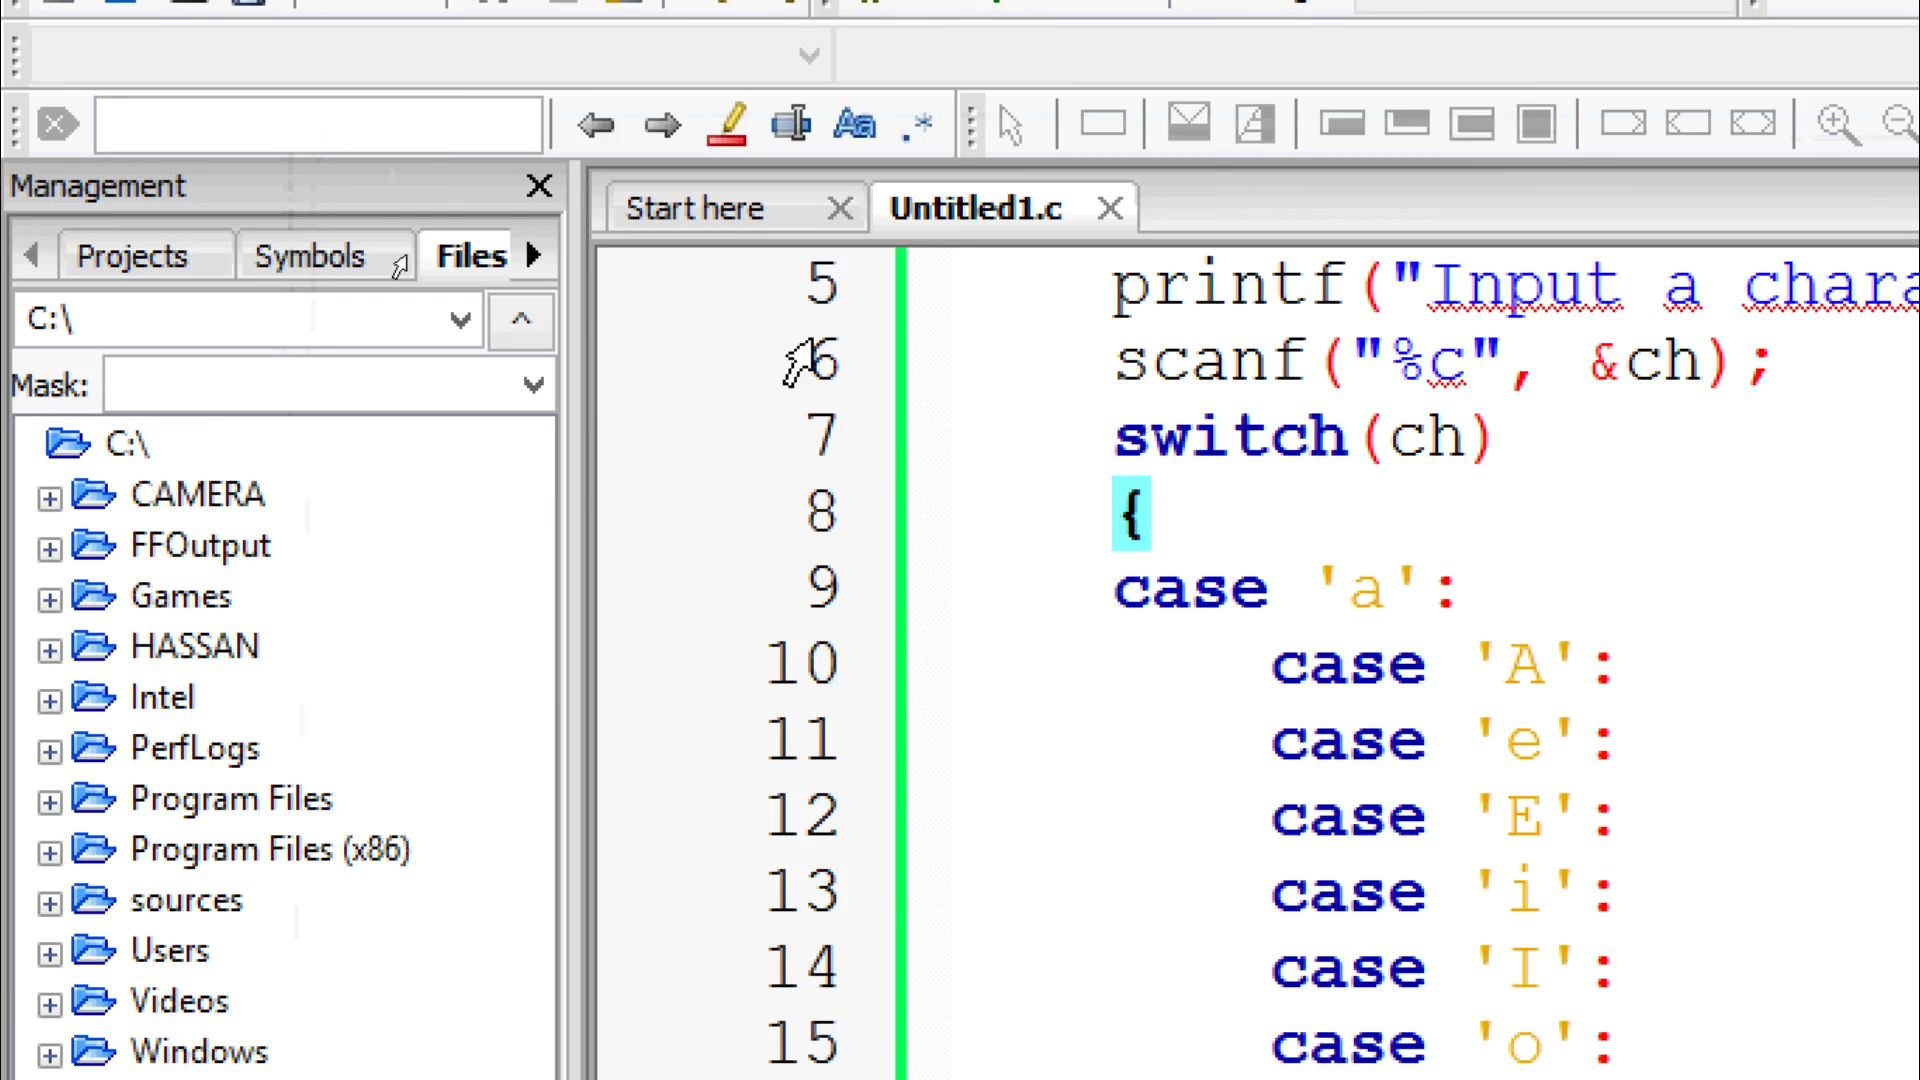 Management
Start here
Untitled1.c
Projects
Symbols
Files
C:\
Mask:
C:\
CAMERA
FFOutput
Games
HASSAN
Intel
PerfLogs
Program Files
Program Files (x86)
sources
Users
Videos
Windows
5 printf("Input a chara
6 scanf("%c", &ch);
7 switch(ch)
8 {
9 case 'a':
10 case 'A':
11 case 'e':
12 case 'E':
13 case 'i':
14 case 'I':
15 case 'o':